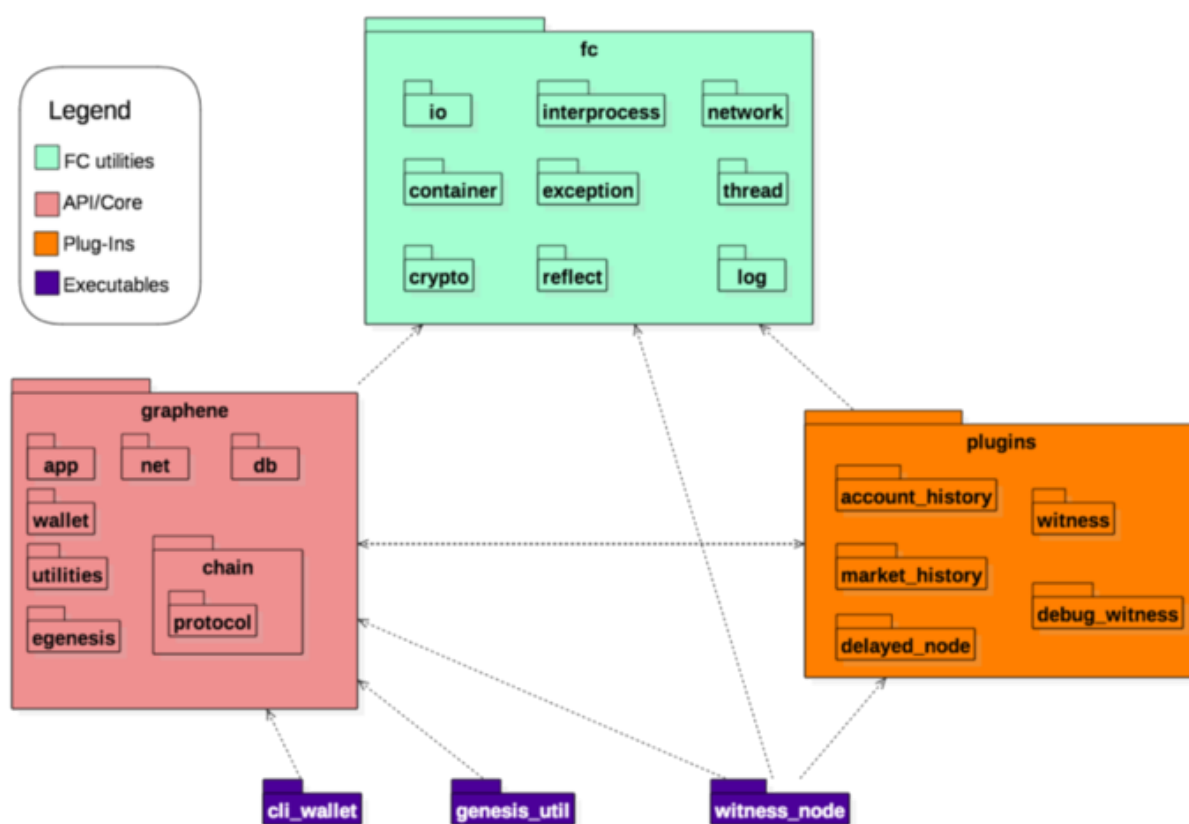 Legend
FC utilities
API/Core
Plug-Ins
Executables
fc
io
interprocess
network
container
exception
thread
crypto
reflect
log
graphene
app
net
db
wallet
utilities
egenesis
chain
protocol
plugins
account_history
witness
market_history
debug_witness
delayed_node
cli_wallet
genesis_util
witness_node